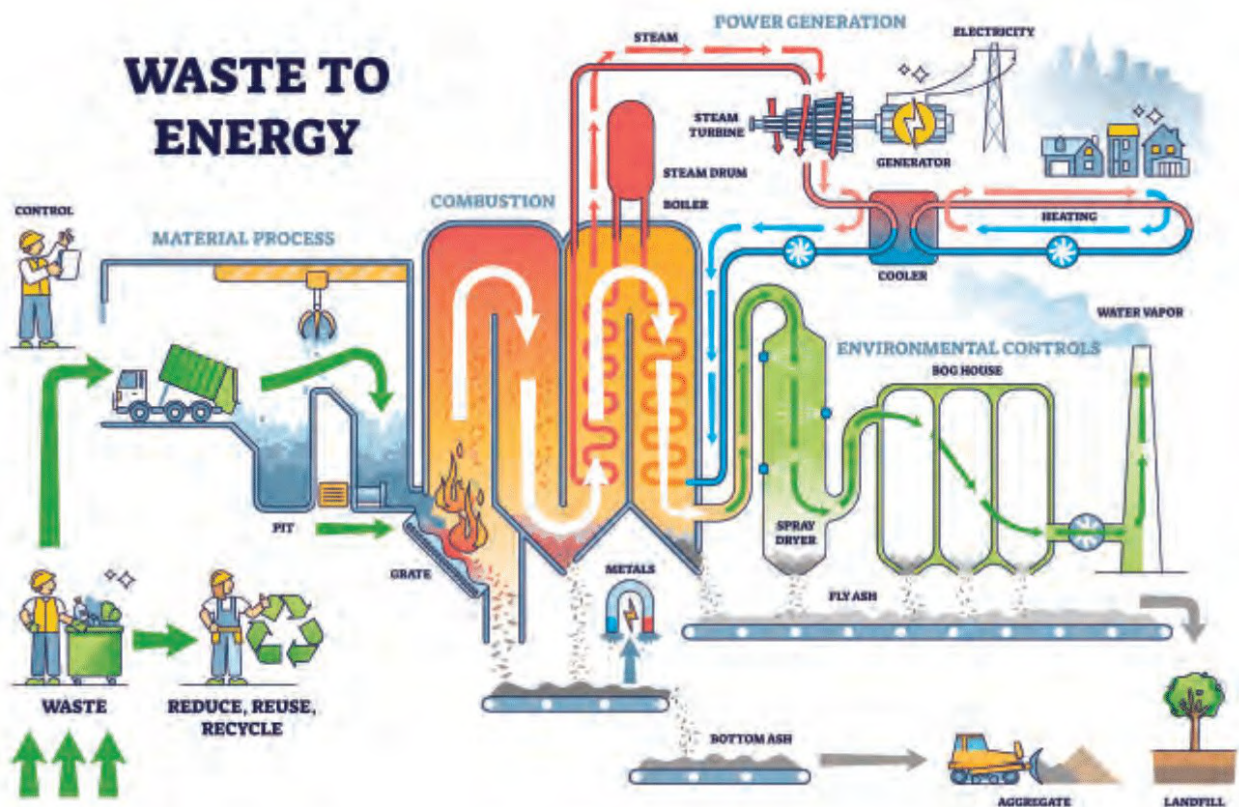 WASTE TO
ENERGY
POWER GENERATION
STEAM
ELECTRICITY
STEAM
TURBINE
GENERATOR
STEAM DRUM
BOILER
COMBUSTION
CONTROL
MATERIAL PROCESS
HEATING
COOLER
WATER VAPOR
ENVIRONMENTAL CONTROLS
BOG HOUSE
PIT
GRATE
SPRAY
DRYER
METALS
FLY ASH
WASTE
REDUCE, REUSE,
RECYCLE
BOTTOM ASH
AGGREGATE
LANDFILL